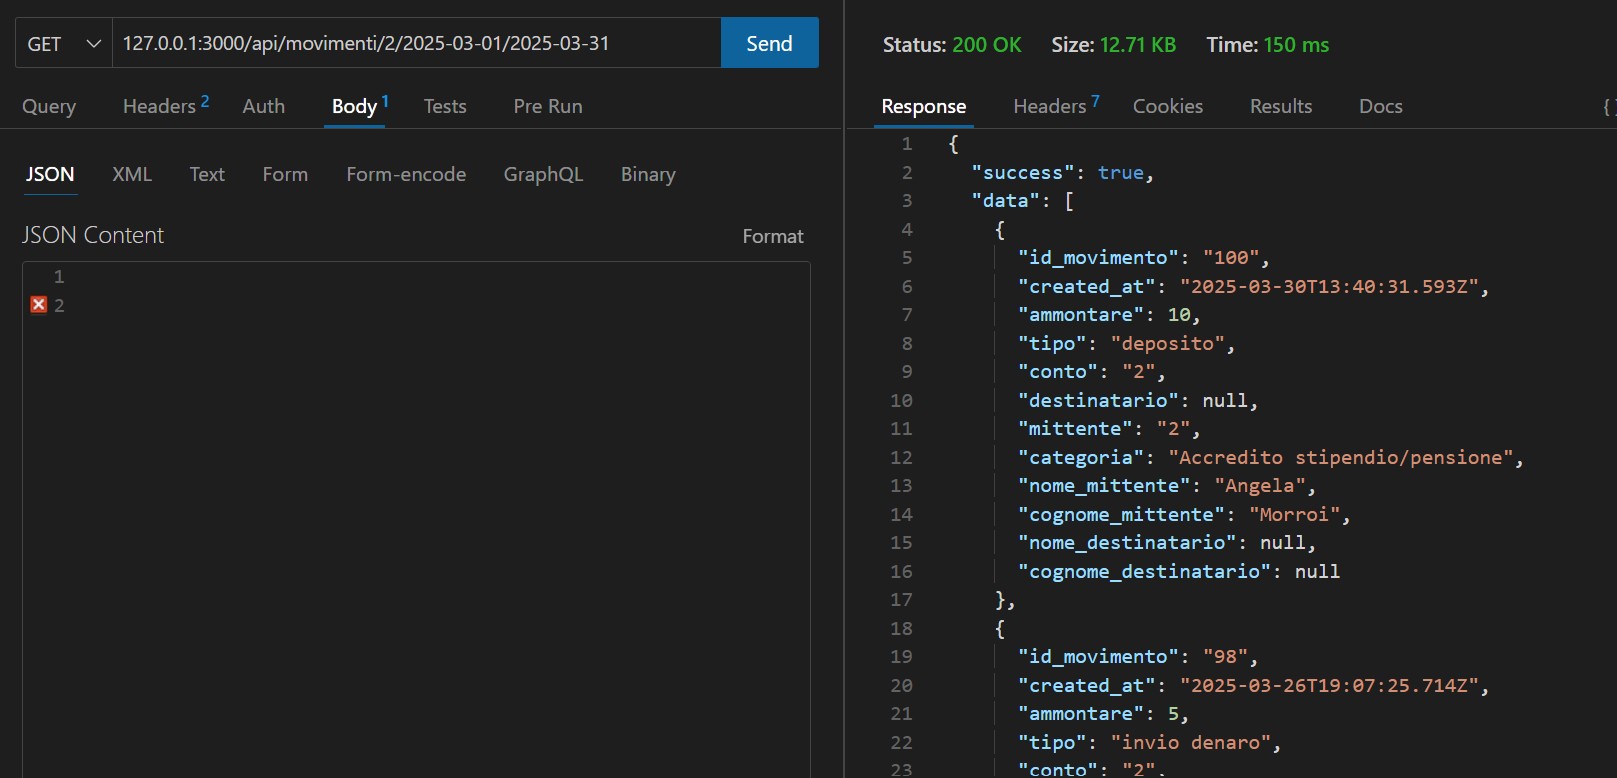 GET 127.0.0.1:3000/api/movimenti/2/2025-03-01/2025-03-31 Send
Query Headers 2 Auth Body 1 Tests Pre Run
JSON XML Text Form Form-encode GraphQL Binary
JSON Content Format
1
2
Status: 200 OK Size: 12.71 KB Time: 150 ms
Response Headers 7 Cookies Results Docs {
1 {
2 "success": true,
3 "data": [
4 {
5 "id_movimento": "100",
6 "created_at": "2025-03-30T13:40:31.593Z",
7 "ammontare": 10,
8 "tipo": "deposito",
9 "conto": "2",
10 "destinatario": null,
11 "mittente": "2",
12 "categoria": "Accredito stipendio/pensione",
13 "nome_mittente": "Angela",
14 "cognome_mittente": "Morroi",
15 "nome_destinatario": null,
16 "cognome_destinatario": null
17 },
18 {
19 "id_movimento": "98",
20 "created_at": "2025-03-26T19:07:25.714Z",
21 "ammontare": 5,
22 "tipo": "invio denaro",
23 "conto": "2",